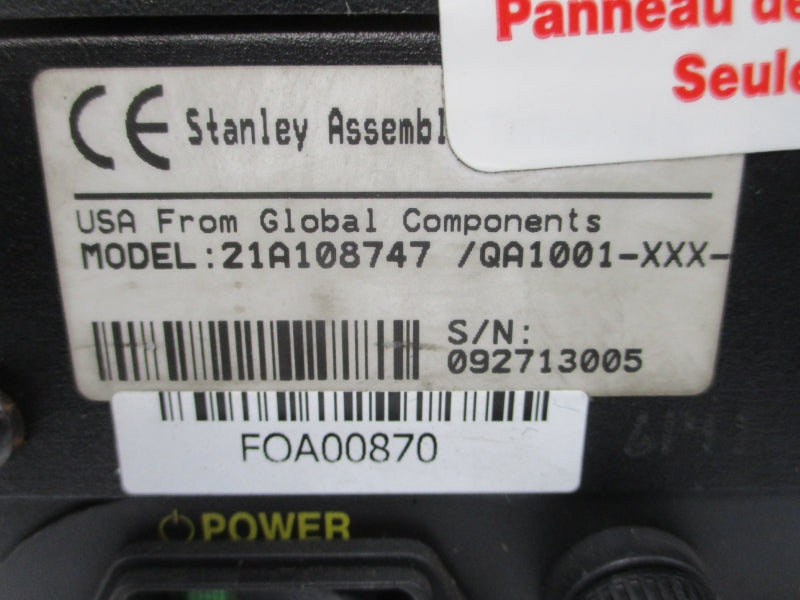 Panneau de
Seule
CE Stanley Assembl
USA From Global Components
MODEL:21A108747 /QA1001-XXX-
S/N:
092713005
FOA00870
POWER